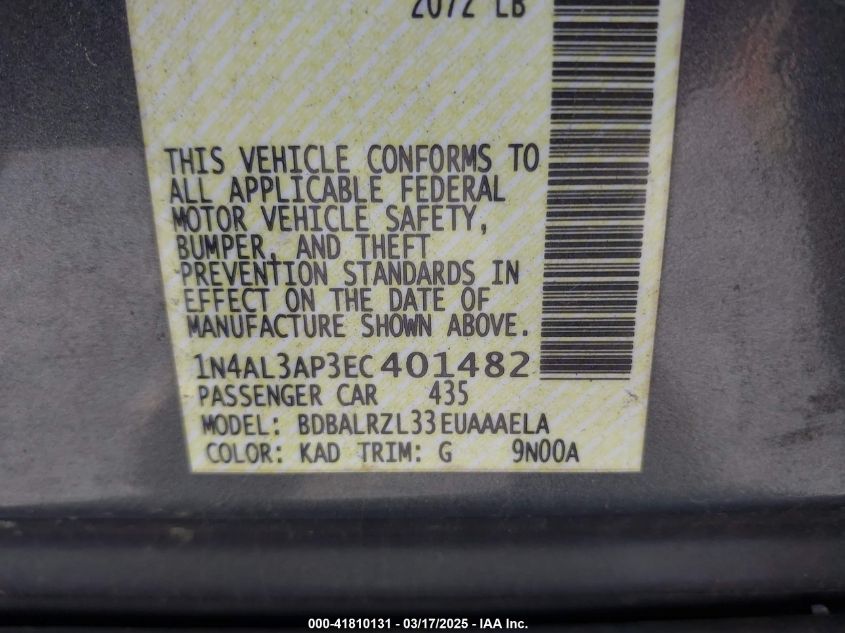 2072 LB
THIS VEHICLE CONFORMS TO
ALL APPLICABLE FEDERAL
MOTOR VEHICLE SAFETY,
BUMPER, AND THEFT
PREVENTION STANDARDS IN
EFFECT ON THE DATE OF
MANUFACTURE SHOWN ABOVE.
1N4AL3AP3EC401482
PASSENGER CAR 435
MODEL: BDBALRZL33EUAAAELA
COLOR: KAD TRIM: G 9N00A
000-41810131 - 03/17/2025 - IAA Inc.